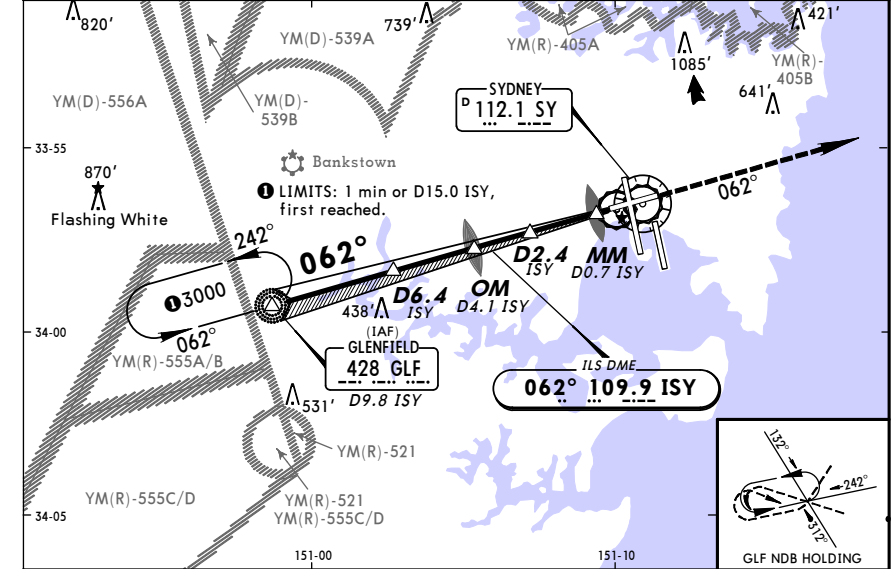 820'
YM(D)-539A
739'
YM(R)-405A
421'
1085'
YM(R)-
405B
641'
YM(D)-556A
YM(D)-
539B
SYDNEY
D 112.1 SY
33-55
Bankstown
870'
Flashing White
1 LIMITS: 1 min or D15.0 ISY,
first reached.
062°
242°
062°
D2.4
ISY
MM
D0.7 ISY
1 3000
D6.4
ISY
OM
D4.1 ISY
438'
34-00
062°
(IAF)
GLENFIELD
428 GLF
D9.8 ISY
YM(R)-555A/B
ILS DME
062° 109.9 ISY
531'
YM(R)-521
YM(R)-555C/D
YM(R)-521
YM(R)-555C/D
34-05
132°
242°
312°
GLF NDB HOLDING
151-00
151-10